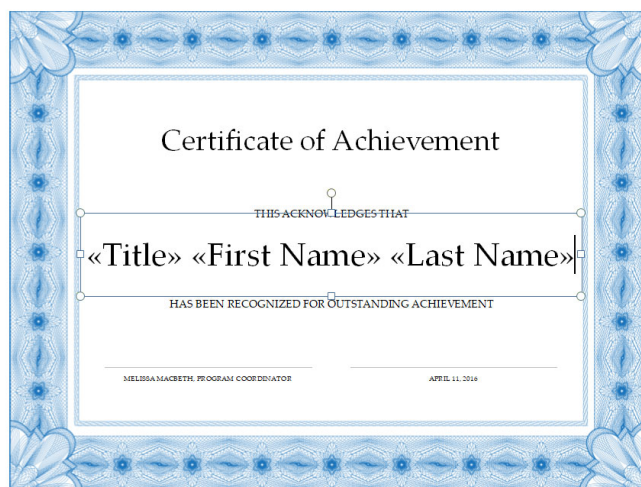 Certificate of Achievement
THIS ACKNOWLEDGES THAT
«Title» «First Name» «Last Name»
HAS BEEN RECOGNIZED FOR OUTSTANDING ACHIEVEMENT
MELISSA MACBETH, PROGRAM COORDINATOR
APRIL 11, 2016